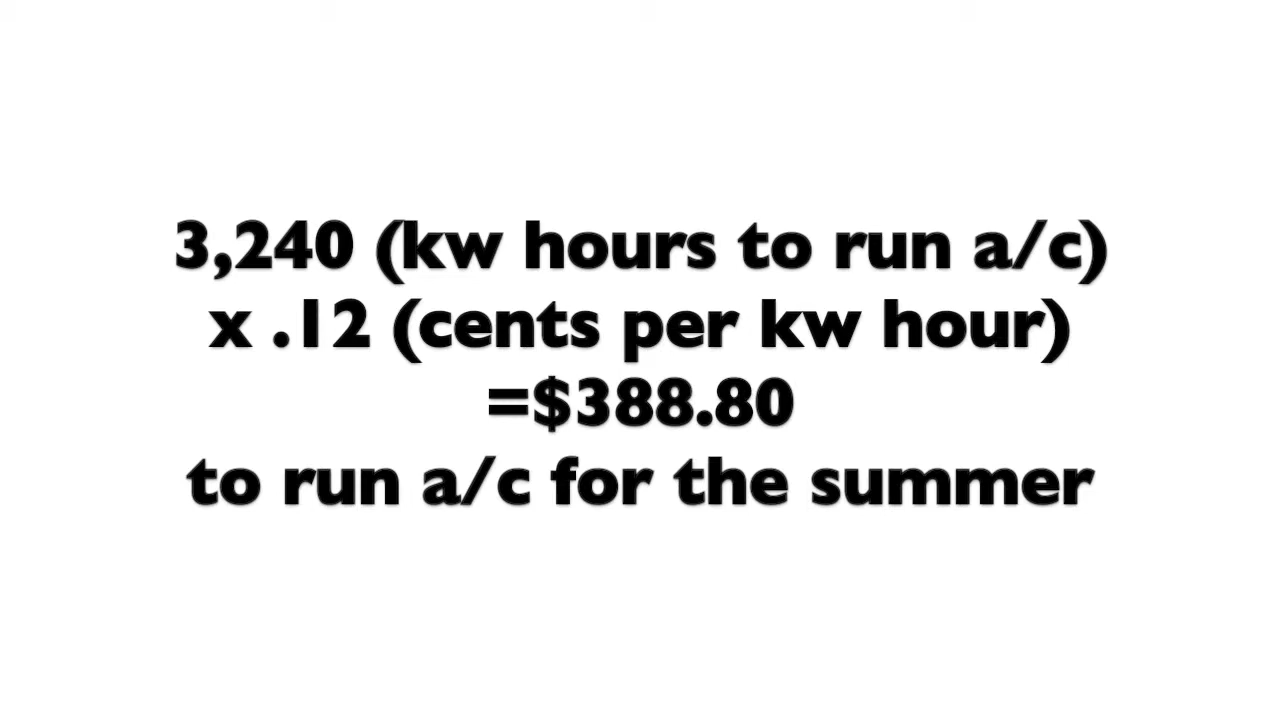 3,240 (kw hours to run a/c)
x .12 (cents per kw hour)
=$388.80
to run a/c for the summer